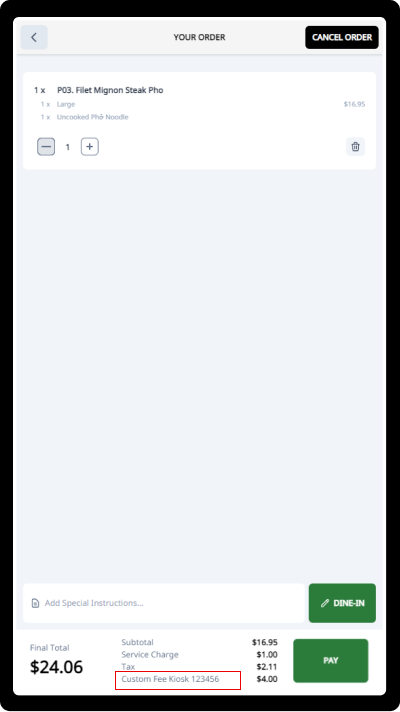 YOUR ORDER
CANCEL ORDER
1 x P03. Filet Mignon Steak Pho
1 x Large $16.95
1 x Uncooked Phở Noodle
1
Add Special Instructions...
DINE-IN
Final Total
$24.06
Subtotal $16.95
Service Charge $1.00
Tax $2.11
Custom Fee Kiosk 123456 $4.00
PAY